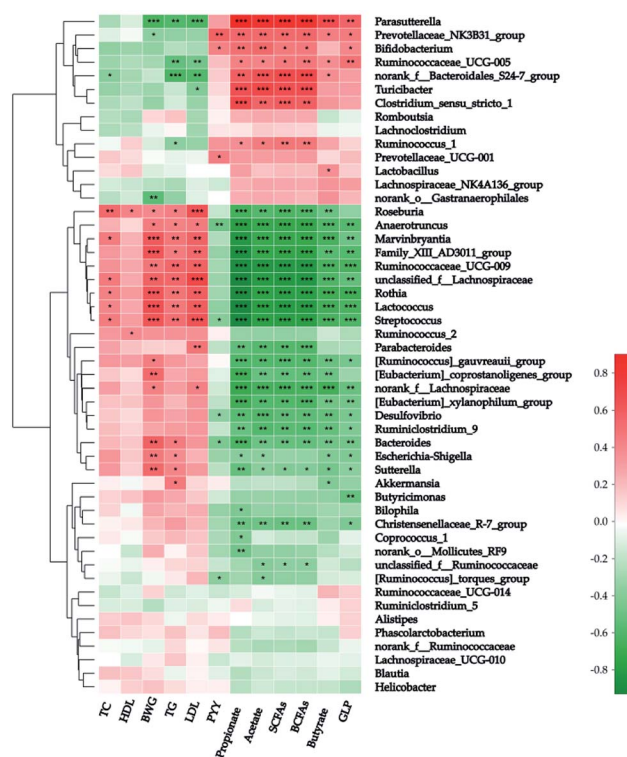 *** ** *** *** *** *** *** *** ** Parasutterella
* ** ** ** ** ** * * Prevotellaceae_NK3B31_group
* ** ** * * * Bifidobacterium
** ** * * * ** * ** Ruminococcaceae_UCG-005
* *** ** ** *** *** *** * norank_f__Bacteroidales_S24-7_group
* *** *** *** *** Turicibacter
*** ** *** ** Clostridium_sensu_stricto_1
Romboutsia
Lachnoclostridium
* * * ** ** Ruminococcus_1
* Prevotellaceae_UCG-001
* Lactobacillus
Lachnospiraceae_NK4A136_group
** norank_o__Gastranaerophilales
** * * * *** *** ** *** *** ** Roseburia
* * * ** *** *** *** *** ** ** Anaerotruncus
* *** ** ** *** *** *** *** *** ** Marvinbryantia
*** * ** *** *** *** *** ** ** Family_XIII_AD3011_group
** ** ** *** *** *** *** *** *** Ruminococcaceae_UCG-009
* ** ** *** *** *** *** *** *** ** unclassified_f__Lachnospiraceae
* *** ** ** *** *** *** *** *** *** Rothia
* *** ** ** *** *** *** *** *** ** Lactococcus
* *** ** *** * *** *** *** *** *** *** Streptococcus
* Ruminococcus_2
** ** ** ** *** Parabacteroides
* *** ** *** ** ** * [Ruminococcus]_gauvreauii_group
** *** ** ** ** ** [Eubacterium]_coprostanoligenes_group
* * *** *** *** *** *** ** norank_f__Lachnospiraceae
*** ** ** *** ** ** [Eubacterium]_xylanophilum_group
* ** *** ** ** ** * Desulfovibrio
** ** ** ** ** * Ruminiclostridium_9
** * * *** ** ** ** ** ** Bacteroides
** * * * * * Escherichia-Shigella
** * ** * * * * * Sutterella
* * Akkermansia
** Butyricimonas
* Bilophila
** ** ** ** * Christensenellaceae_R-7_group
* Coprococcus_1
** norank_o__Mollicutes_RF9
* * * unclassified_f__Ruminococcaceae
* * [Ruminococcus]_torques_group
Ruminococcaceae_UCG-014
Ruminiclostridium_5
Alistipes
Phascolarctobacterium
norank_f__Ruminococcaceae
Lachnospiraceae_UCG-010
Blautia
Helicobacter
TC HDL BWG TG LDL PYY Propionate Acetate SCFAs BCFAs Butyrate GLP
0.8
0.6
0.4
0.2
0.0
-0.2
-0.4
-0.6
-0.8